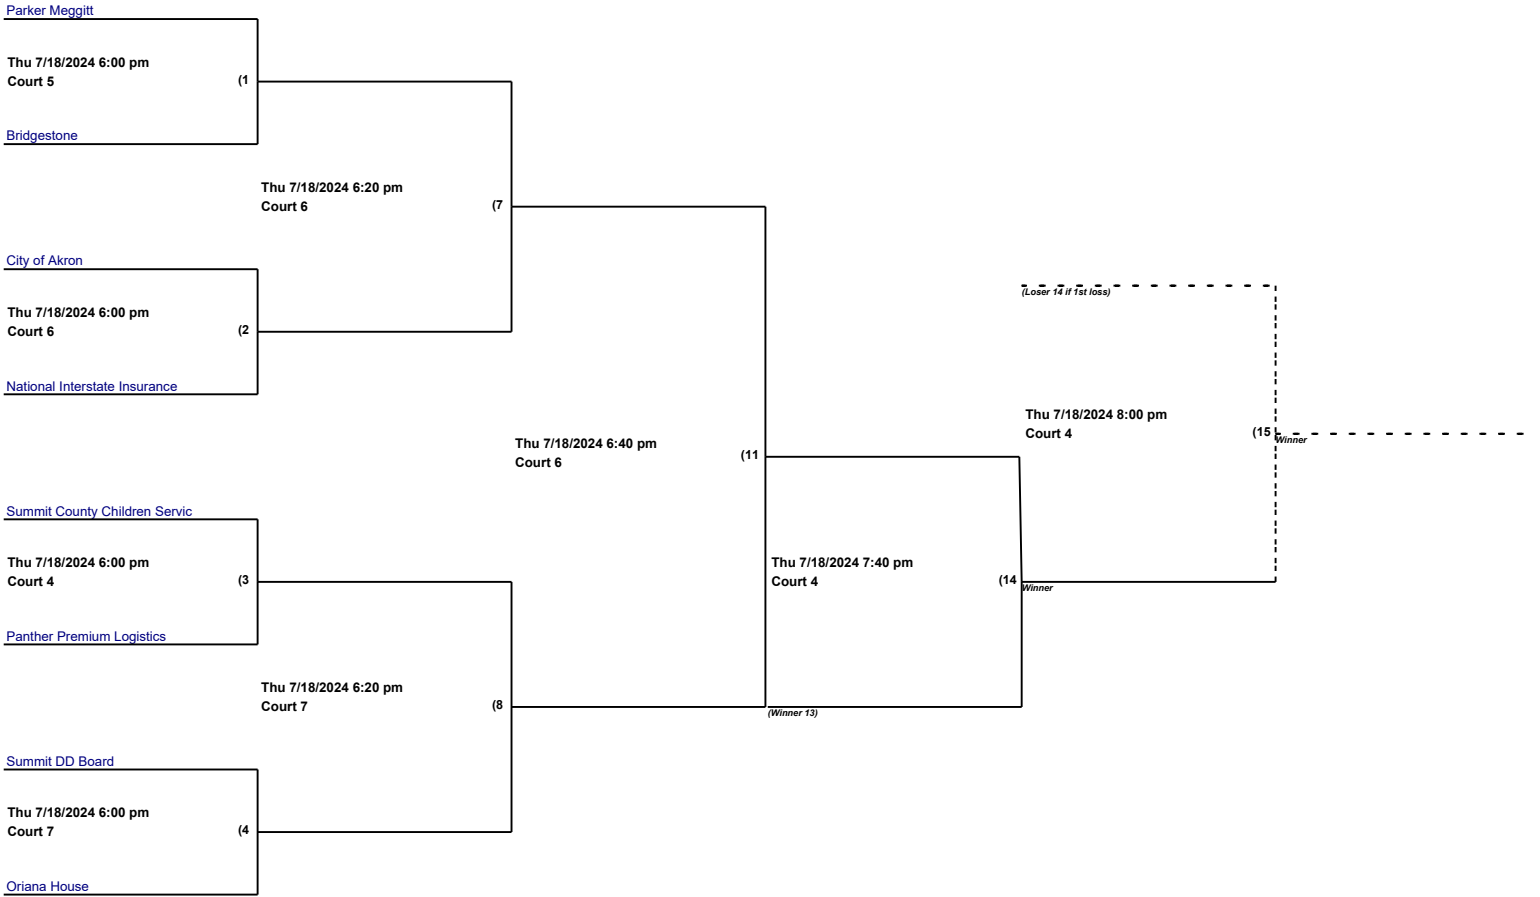 Parker Meggitt
Thu 7/18/2024 6:00 pm
Court 5
(1
Bridgestone
Thu 7/18/2024 6:20 pm
Court 6
(7
City of Akron
Thu 7/18/2024 6:00 pm
Court 6
(2
National Interstate Insurance
(Loser 14 if 1st loss)
Thu 7/18/2024 8:00 pm
Court 4
(15
Winner
Thu 7/18/2024 6:40 pm
Court 6
(11
Summit County Children Servic
Thu 7/18/2024 6:00 pm
Court 4
(3
Panther Premium Logistics
Thu 7/18/2024 7:40 pm
Court 4
(14
Winner
Thu 7/18/2024 6:20 pm
Court 7
(8
(Winner 13)
Summit DD Board
Thu 7/18/2024 6:00 pm
Court 7
(4
Oriana House